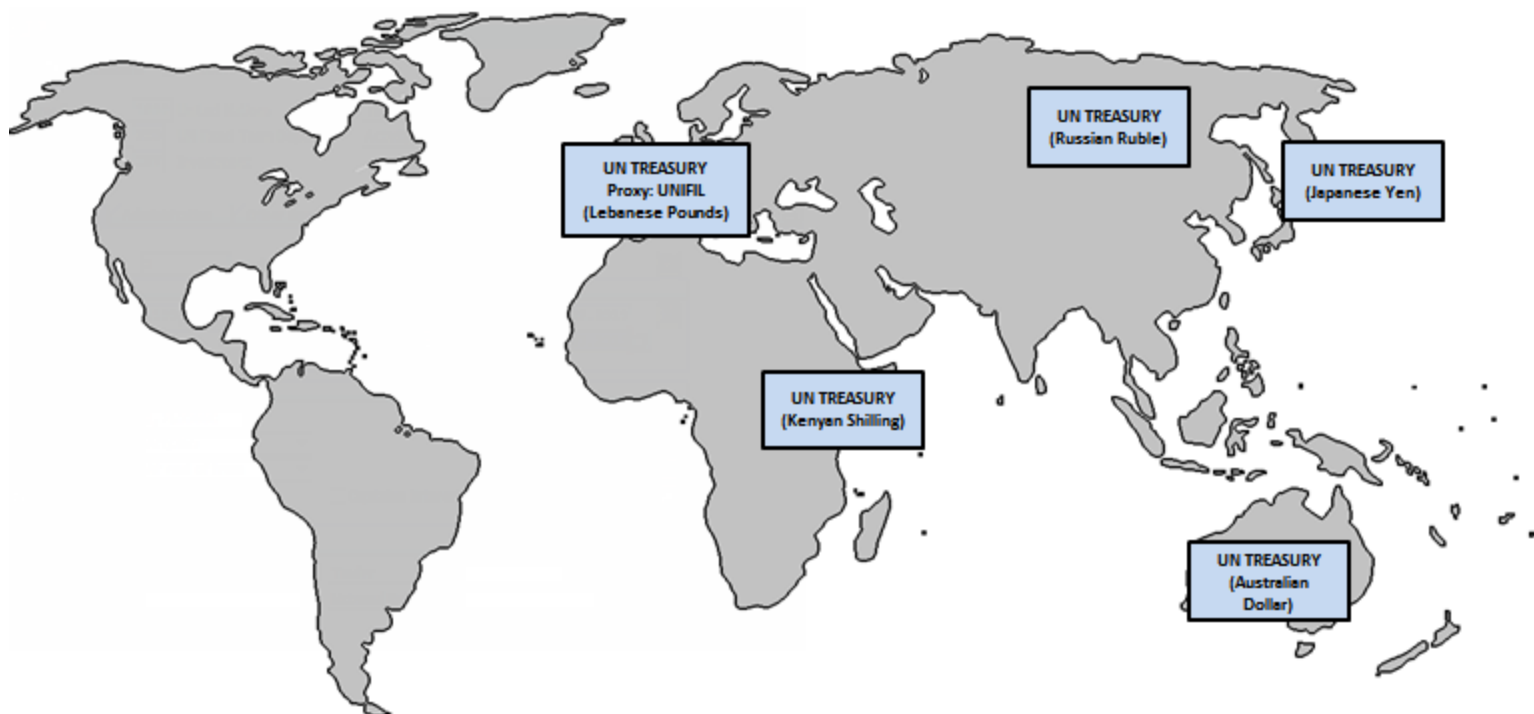 UN TREASURY
(Russian Ruble)
UN TREASURY
Proxy: UNIFIL
(Lebanese Pounds)
UN TREASURY
(Japanese Yen)
UN TREASURY
(Kenyan Shilling)
UN TREASURY
(Australian
Dollar)